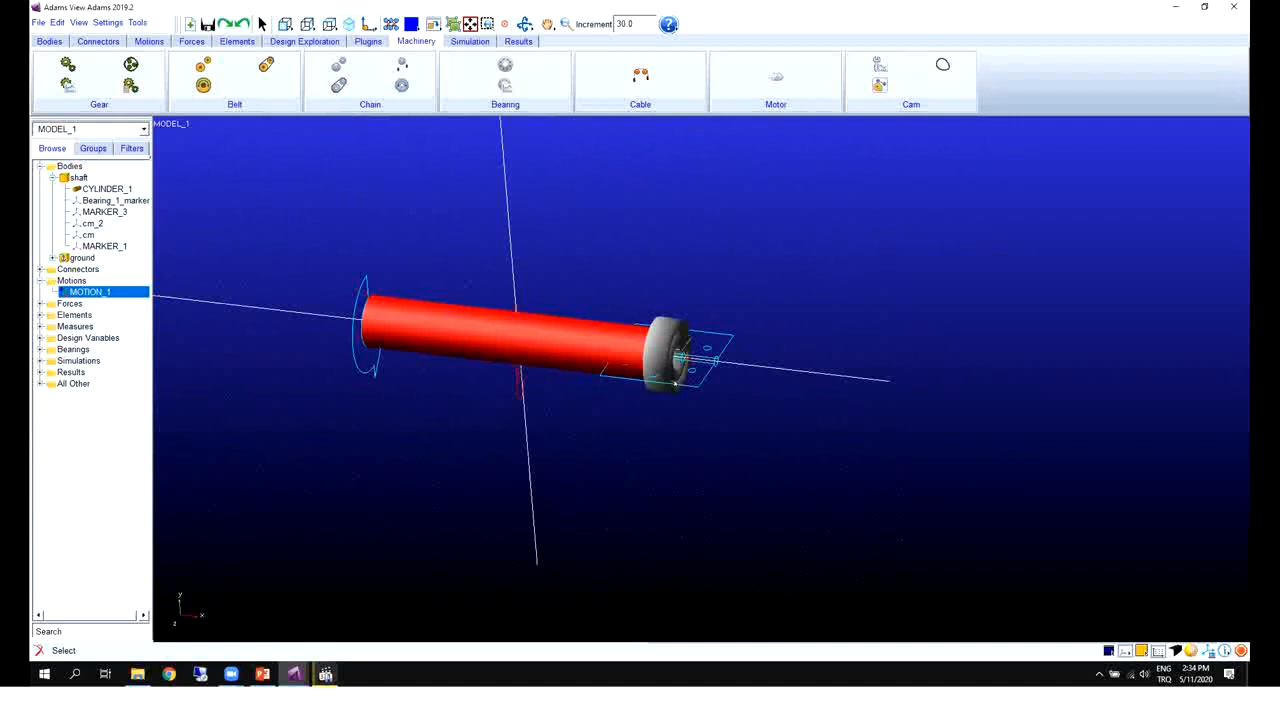 Adams View Adams 2019.2
File Edit View Settings Tools
Increment 30.0
Bodies Connectors Motions Forces Elements Design Exploration Plugins Machinery Simulation Results
Gear Belt Chain Bearing Cable Motor Cam
MODEL_1
MODEL_1
Browse Groups Filters
Bodies
shaft
CYLINDER_1
Bearing_1_marker
MARKER_3
cm_2
cm
MARKER_1
ground
Connectors
Motions
MOTION_1
Forces
Elements
Measures
Design Variables
Bearings
Simulations
Results
All Other
y
x
z
Search
Select
ENG 2:34 PM
TRQ 5/11/2020